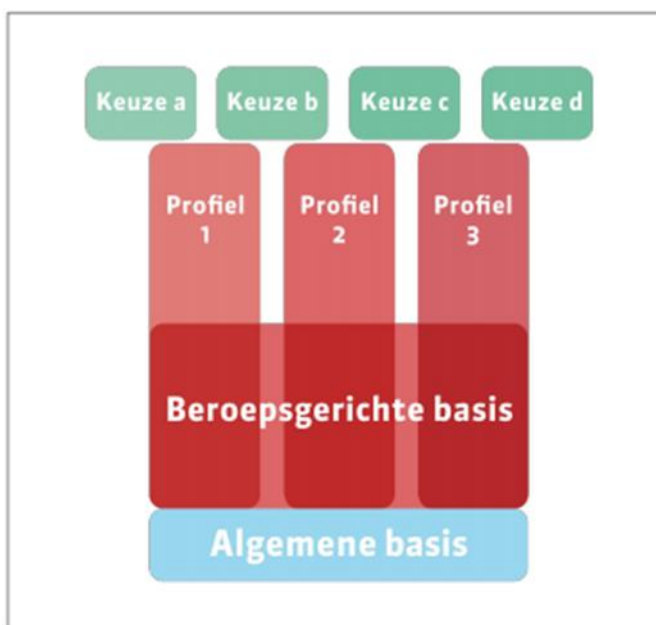 Keuze a
Keuze b
Keuze c
Keuze d
Profiel
1
Profiel
2
Profiel
3
Beroepsgerichte basis
Algemene basis